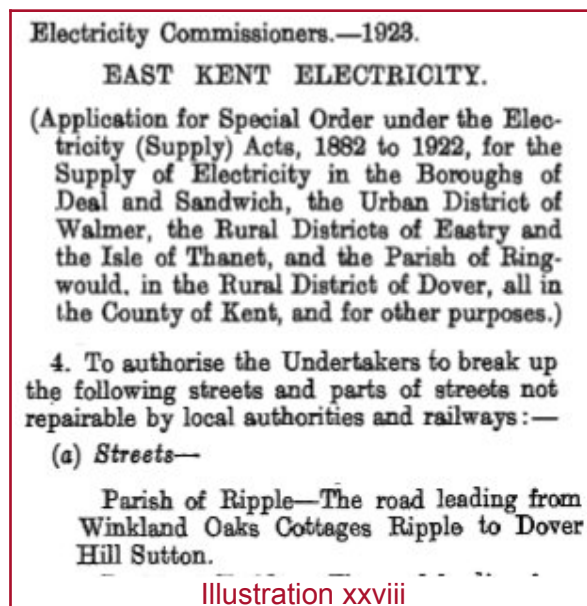 Electricity Commissioners.—1923.
EAST KENT ELECTRICITY.
(Application for Special Order under the Elec-
tricity (Supply) Acts, 1882 to 1922, for the
Supply of Electricity in the Boroughs of
Deal and Sandwich, the Urban District of
Walmer, the Rural Districts of Eastry and
the Isle of Thanet, and the Parish of Ring-
would. in the Rural District of Dover, all in
the County of Kent, and for other purposes.)
4. To authorise the Undertakers to break up
the following streets and parts of streets not
repairable by local authorities and railways:—
(a) Streets—
Parish of Ripple—The road leading from
Winkland Oaks Cottages Ripple to Dover
Hill Sutton.
Illustration xxviii